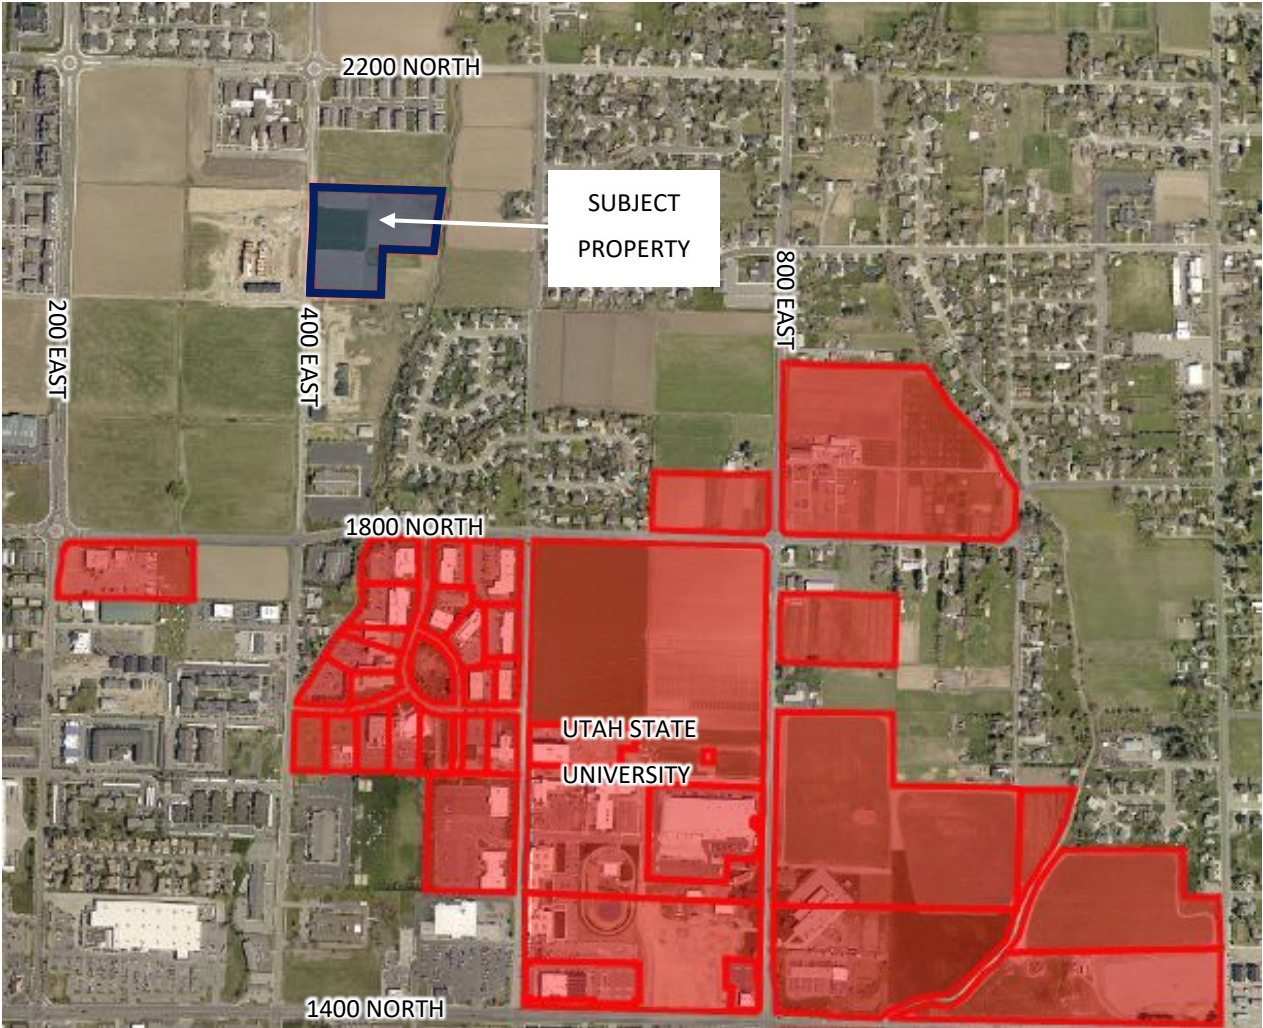 2200 NORTH
SUBJECT
PROPERTY
800 EAST
200 EAST
400 EAST
1800 NORTH
UTAH STATE
UNIVERSITY
1400 NORTH